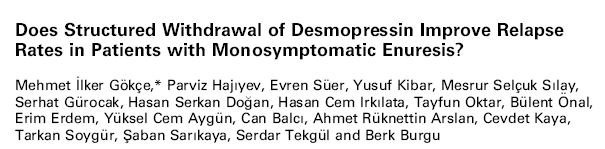 Does Structured Withdrawal of Desmopressin Improve Relapse
Rates in Patients with Monosymptomatic Enuresis?
Mehmet İlker Gökçe,* Parviz Hajıyev, Evren Süer, Yusuf Kibar, Mesrur Selçuk Sılay,
Serhat Gürocak, Hasan Serkan Doğan, Hasan Cem Irkılata, Tayfun Oktar, Bülent Önal,
Erim Erdem, Yüksel Cem Aygün, Can Balcı, Ahmet Rüknettin Arslan, Cevdet Kaya,
Tarkan Soygür, Şaban Sarıkaya, Serdar Tekgül and Berk Burgu